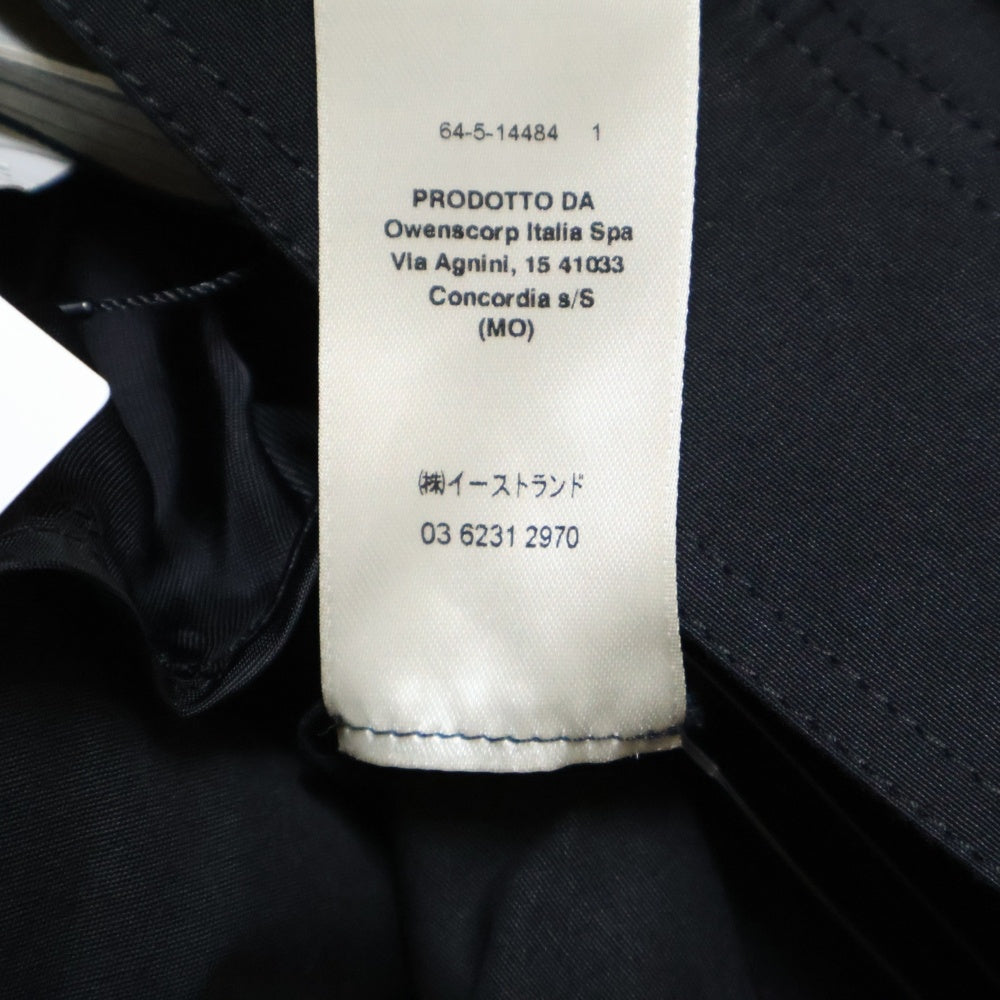 64-5-14484 1
PRODOTTO DA
Owenscorp Italia Spa
Via Agnini, 15 41033
Concordia s/S
(MO)
㈱イーストランド
03 6231 2970